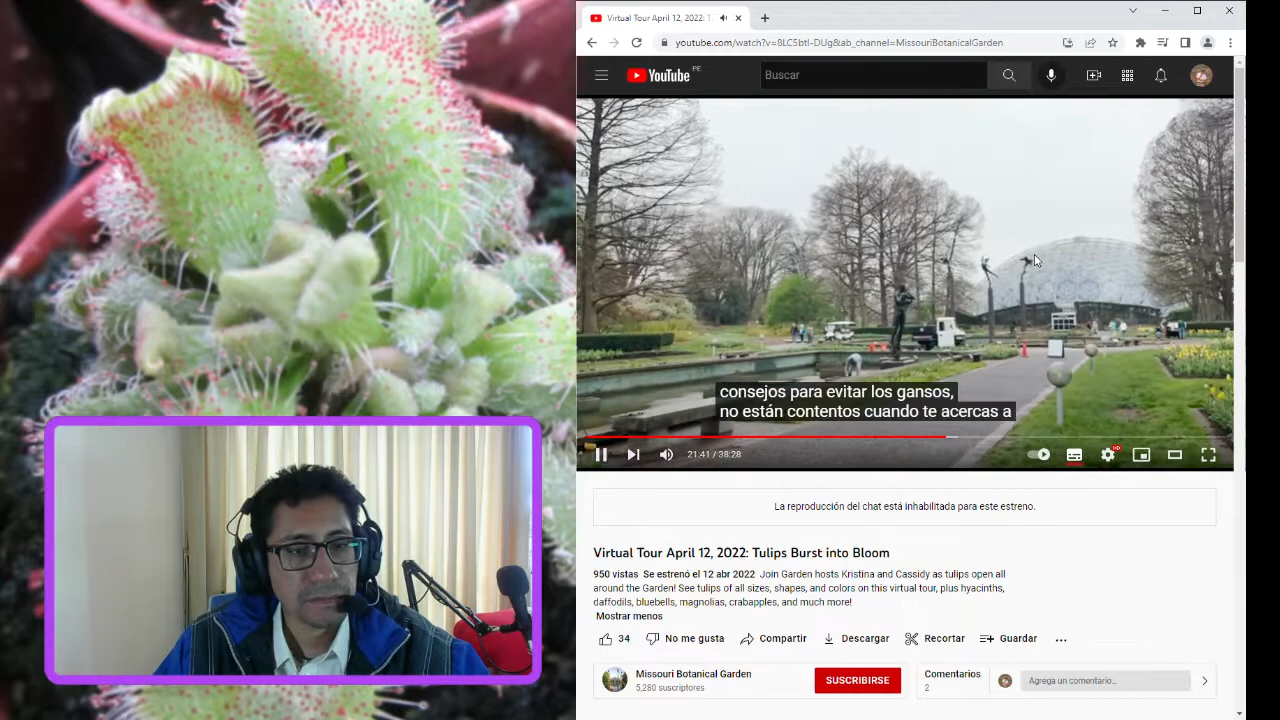 Virtual Tour April 12, 2022: T
youtube.com/watch?v=8LC5btI-DUg&ab_channel=MissouriBotanicalGarden
YouTube PE
Buscar
consejos para evitar los gansos,
no están contentos cuando te acercas a
21:41 / 38:28
HD
La reproducción del chat está inhabilitada para este estreno.
Virtual Tour April 12, 2022: Tulips Burst into Bloom
950 vistas Se estrenó el 12 abr 2022 Join Garden hosts Kristina and Cassidy as tulips open all
around the Garden! See tulips of all sizes, shapes, and colors on this virtual tour, plus hyacinths,
daffodils, bluebells, magnolias, crabapples, and much more!
Mostrar menos
34 No me gusta Compartir Descargar Recortar Guardar
Missouri Botanical Garden
5,280 suscriptores
SUSCRIBIRSE
Comentarios
2
Agrega un comentario...